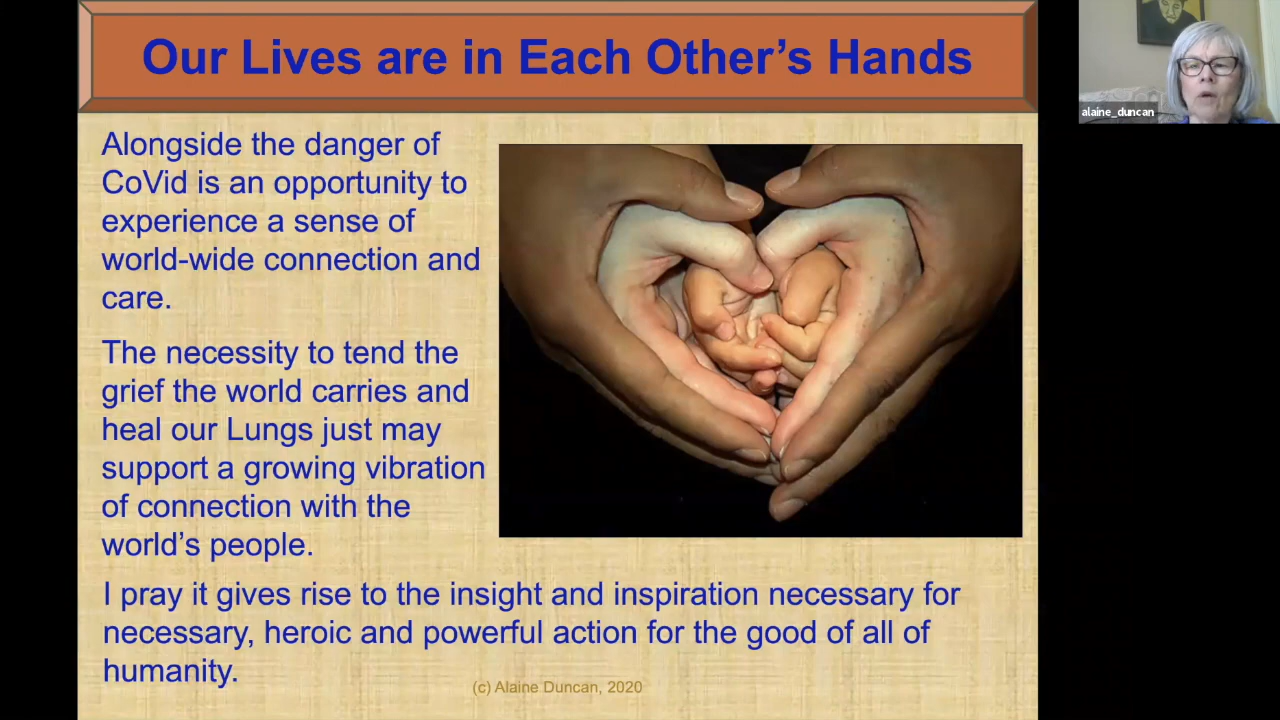 Our Lives are in Each Other's Hands
alaine_duncan
Alongside the danger of
CoVid is an opportunity to
experience a sense of
world-wide connection and
care.
The necessity to tend the
grief the world carries and
heal our Lungs just may
support a growing vibration
of connection with the
world's people.
I pray it gives rise to the insight and inspiration necessary for
necessary, heroic and powerful action for the good of all of
humanity.
(c) Alaine Duncan, 2020